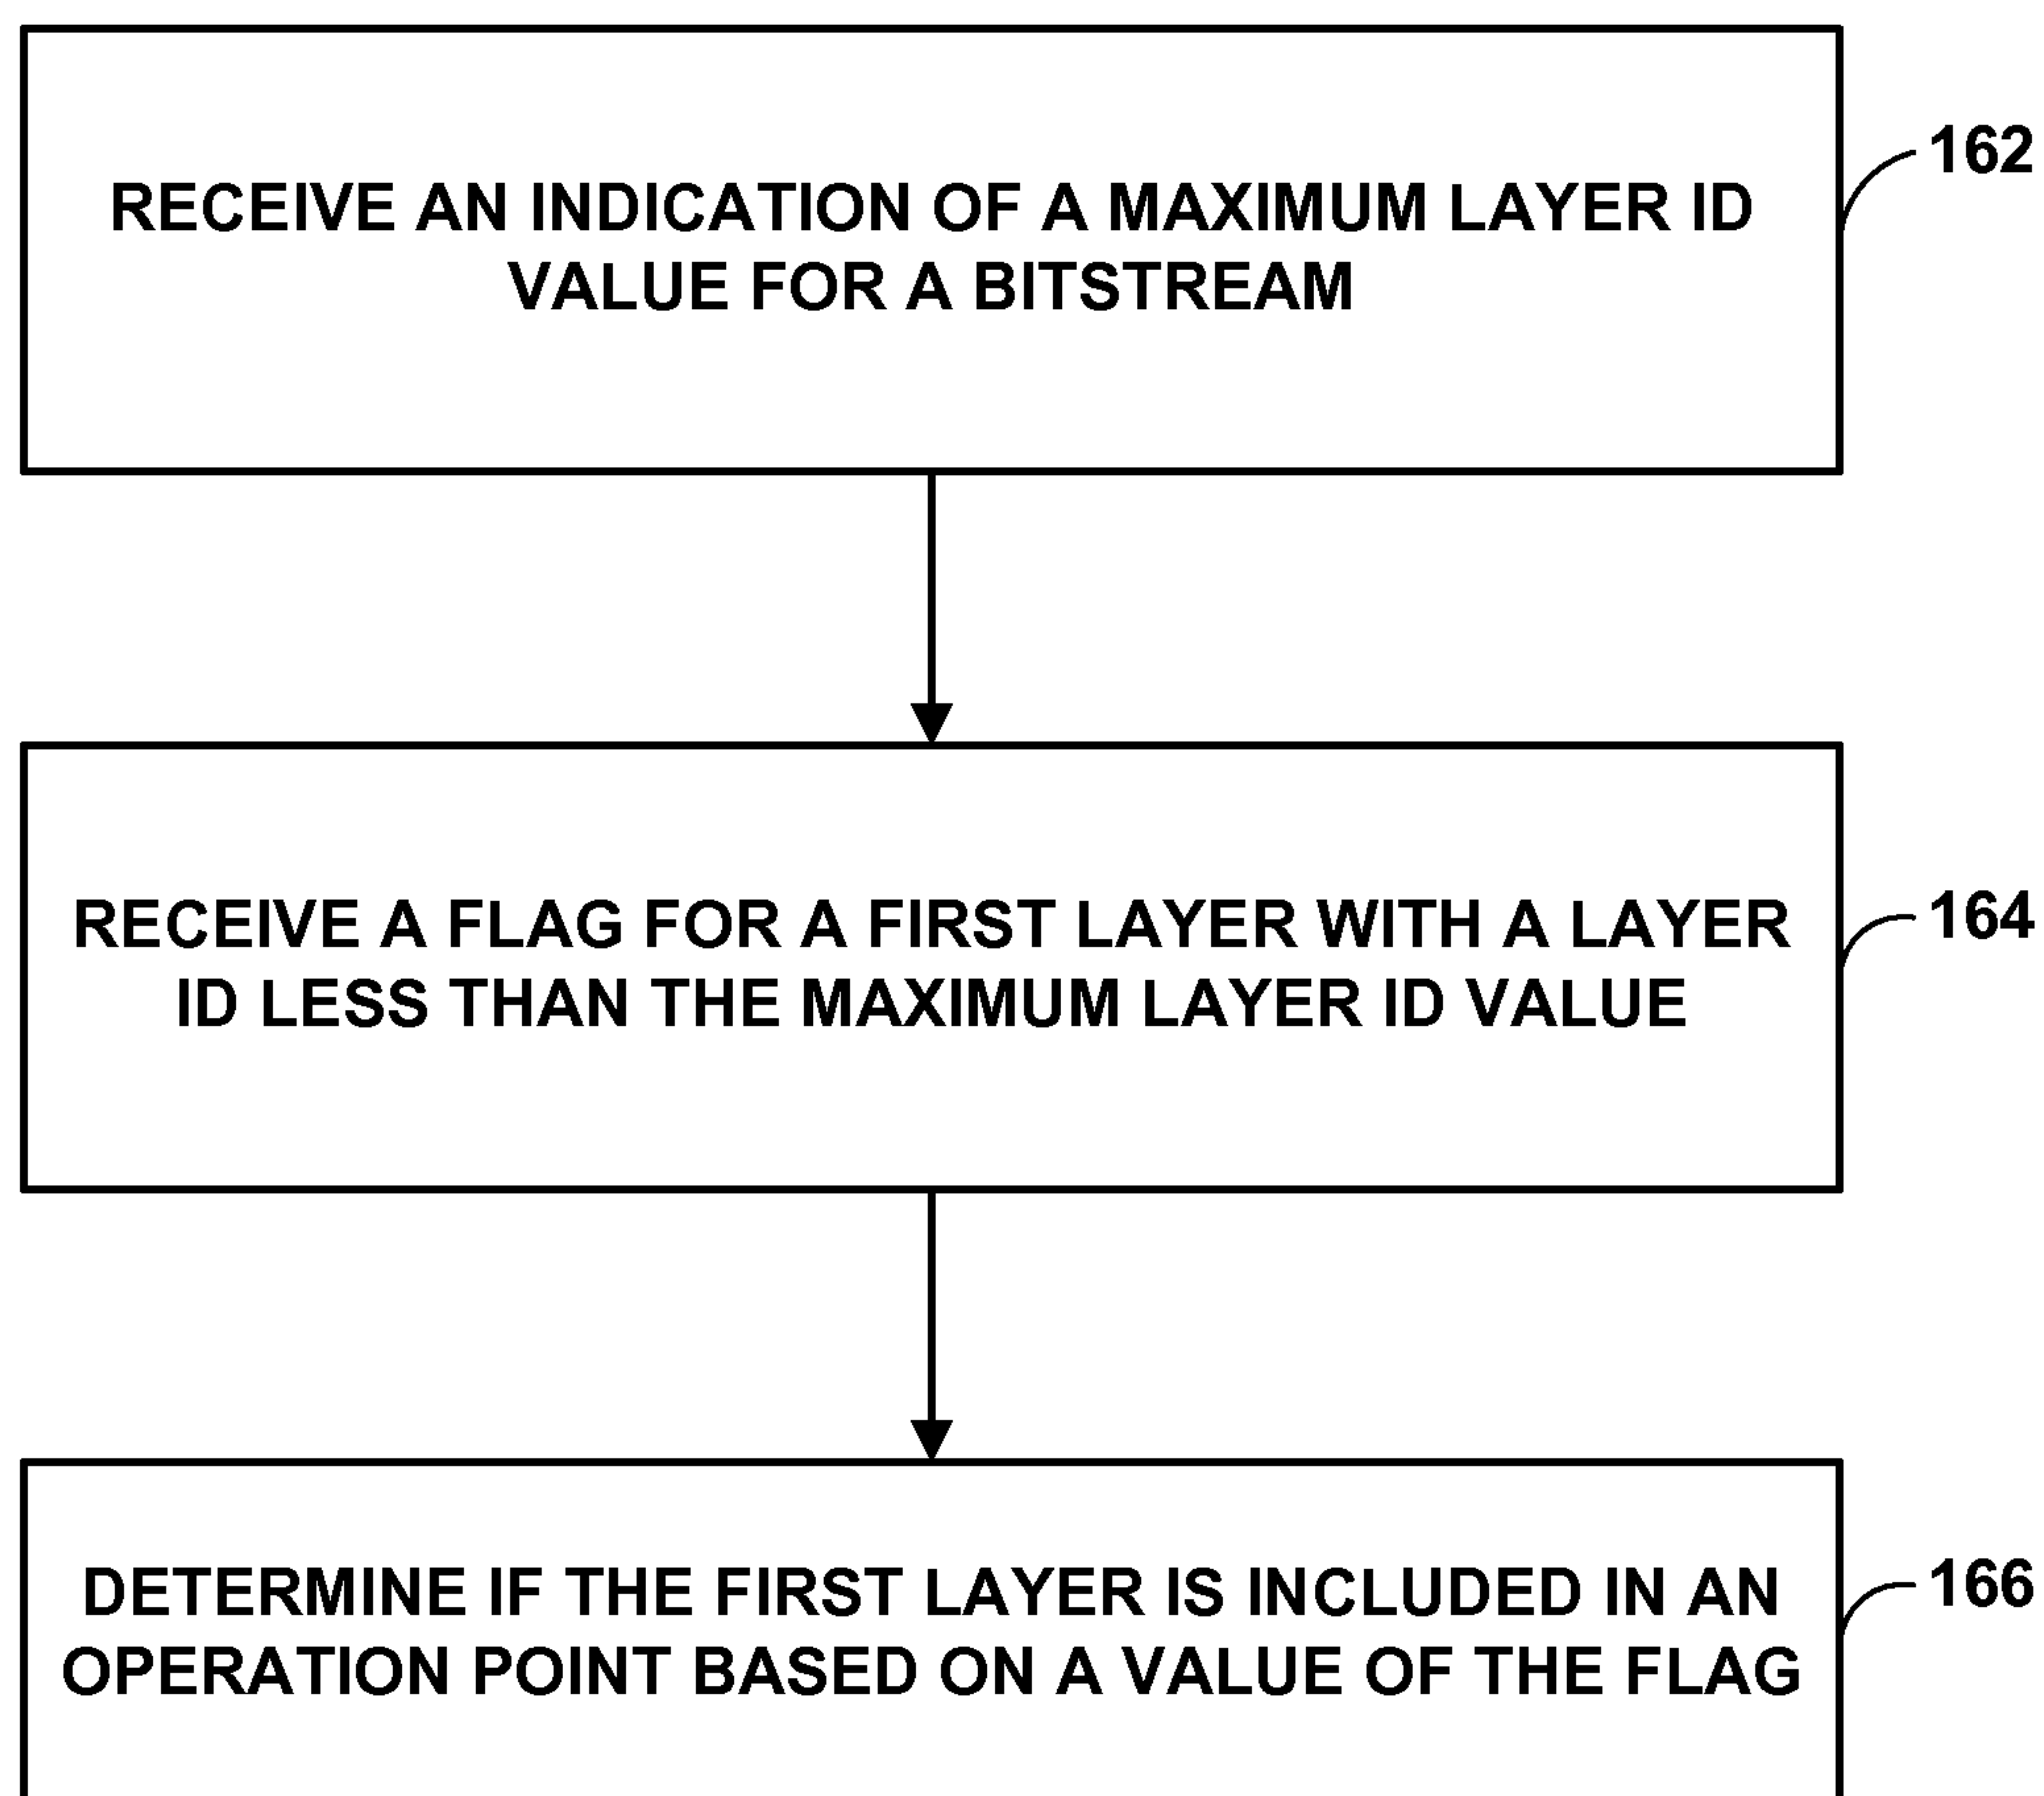 RECEIVE AN INDICATION OF A MAXIMUM LAYER ID
VALUE FOR A BITSTREAM
162
RECEIVE A FLAG FOR A FIRST LAYER WITH A LAYER
ID LESS THAN THE MAXIMUM LAYER ID VALUE
164
DETERMINE IF THE FIRST LAYER IS INCLUDED IN AN
OPERATION POINT BASED ON A VALUE OF THE FLAG
166